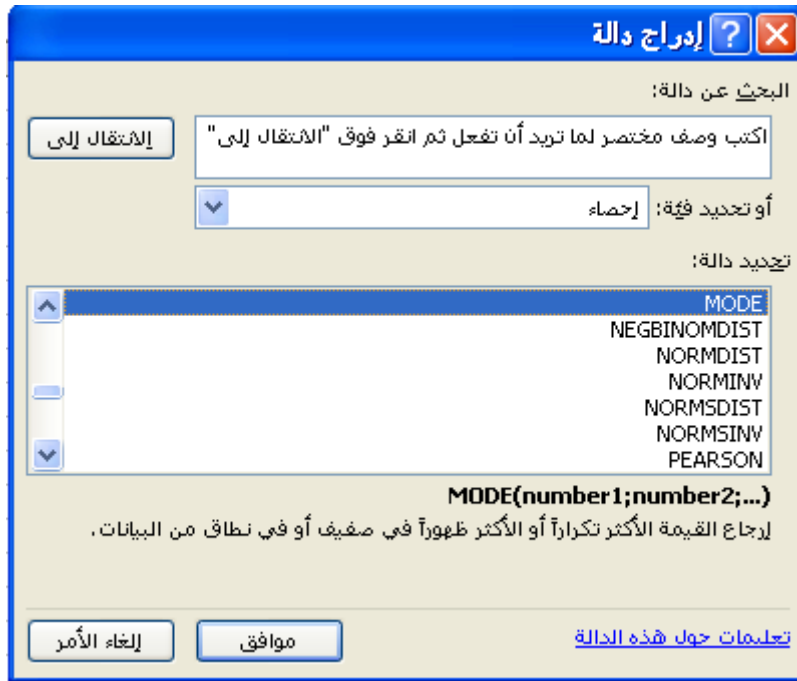 إدراج دالة
البحث عن دالة:
اكتب وصف مختصر لما تريد أن تفعل ثم انقر فوق "الانتقال إلى"
الانتقال إلى
أو تحديد فئة: إحصاء
تحديد دالة:
MODE
NEGBINOMDIST
NORMDIST
NORMINV
NORMSDIST
NORMSINV
PEARSON
MODE(number1;number2;...)
إرجاع القيمة الأكثر تكراراً أو الأكثر ظهوراً في صفيف أو في نطاق من البيانات.
تعليمات حول هذه الدالة
موافق
إلغاء الأمر